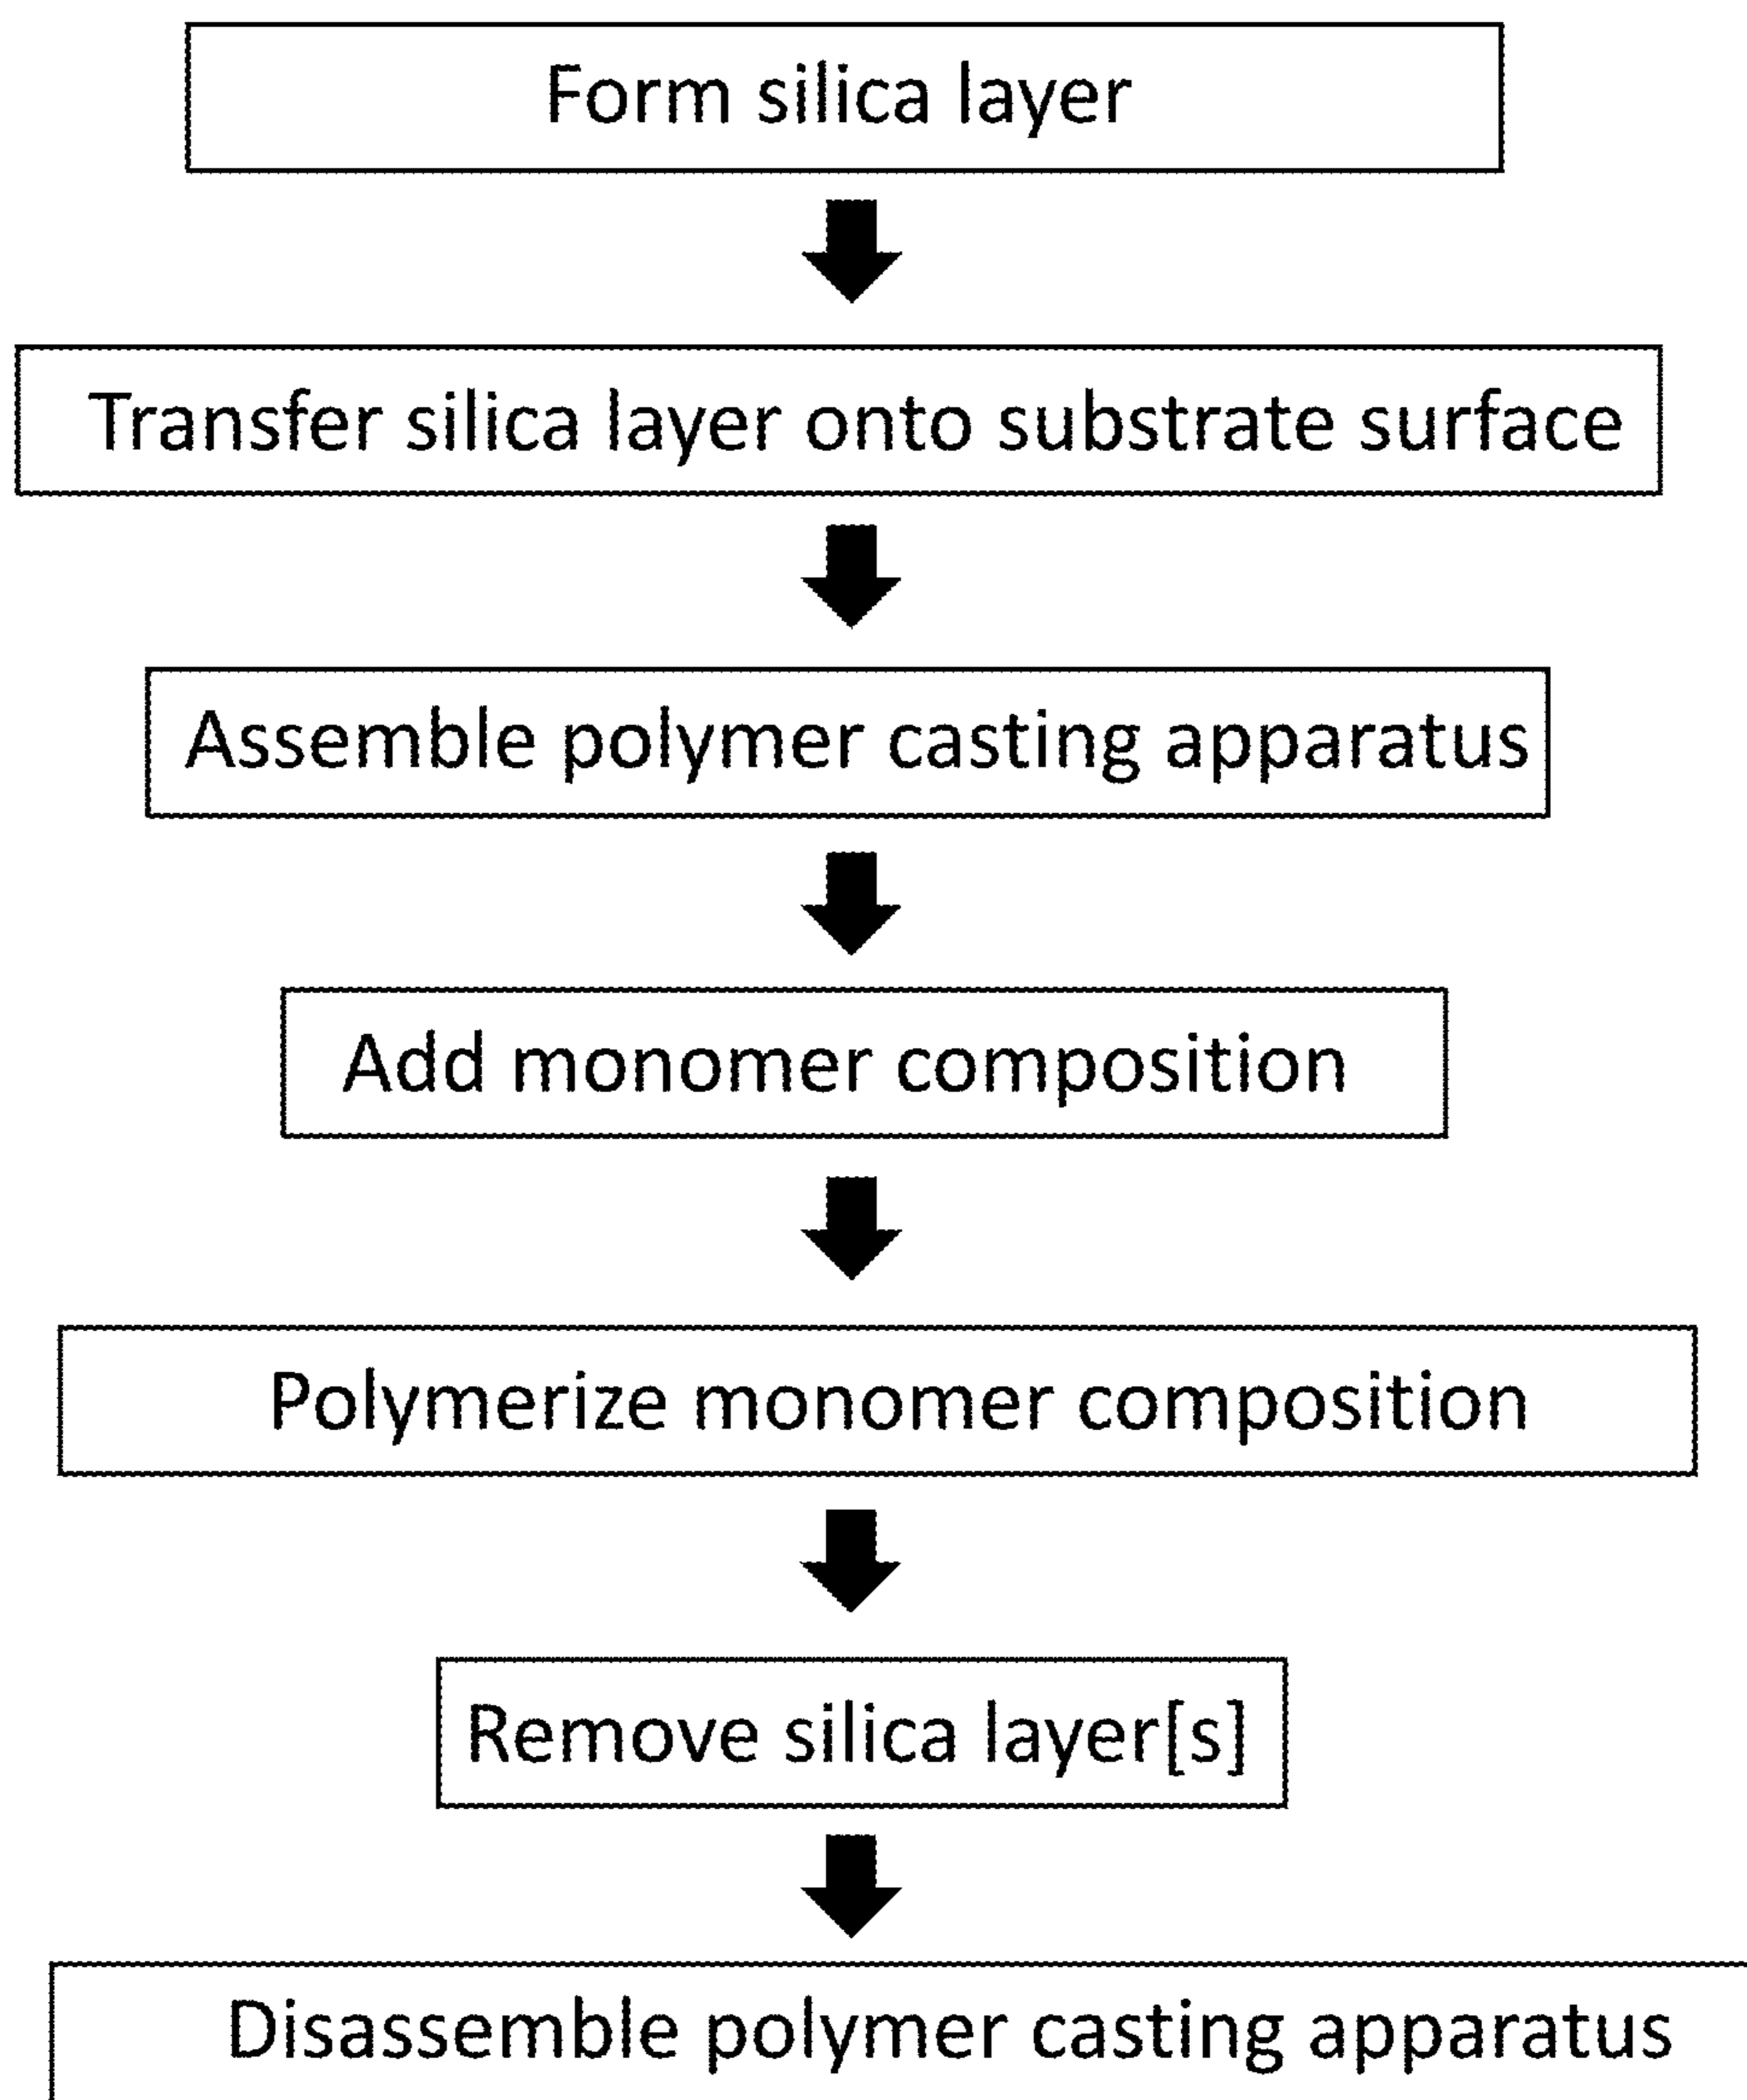 Form silica layer
Transfer silica layer onto substrate surface
Assemble polymer casting apparatus
Add monomer composition
Polymerize monomer composition
Remove silica layer[s]
Disassemble polymer casting apparatus